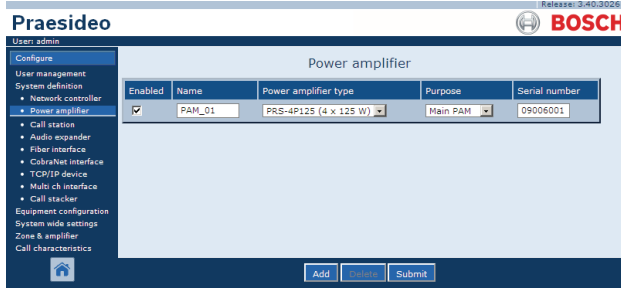 Release: 3.40.3026
Praesideo
BOSCH
User: admin
Configure
User management
System definition
• Network controller
• Power amplifier
• Call station
• Audio expander
• Fiber interface
• CobraNet interface
• TCP/IP device
• Multi ch interface
• Call stacker
Equipment configuration
System wide settings
Zone & amplifier
Call characteristics
Power amplifier
Enabled Name Power amplifier type Purpose Serial number
PAM_01 PRS-4P125 (4 x 125 W) Main PAM 09006001
Add Delete Submit